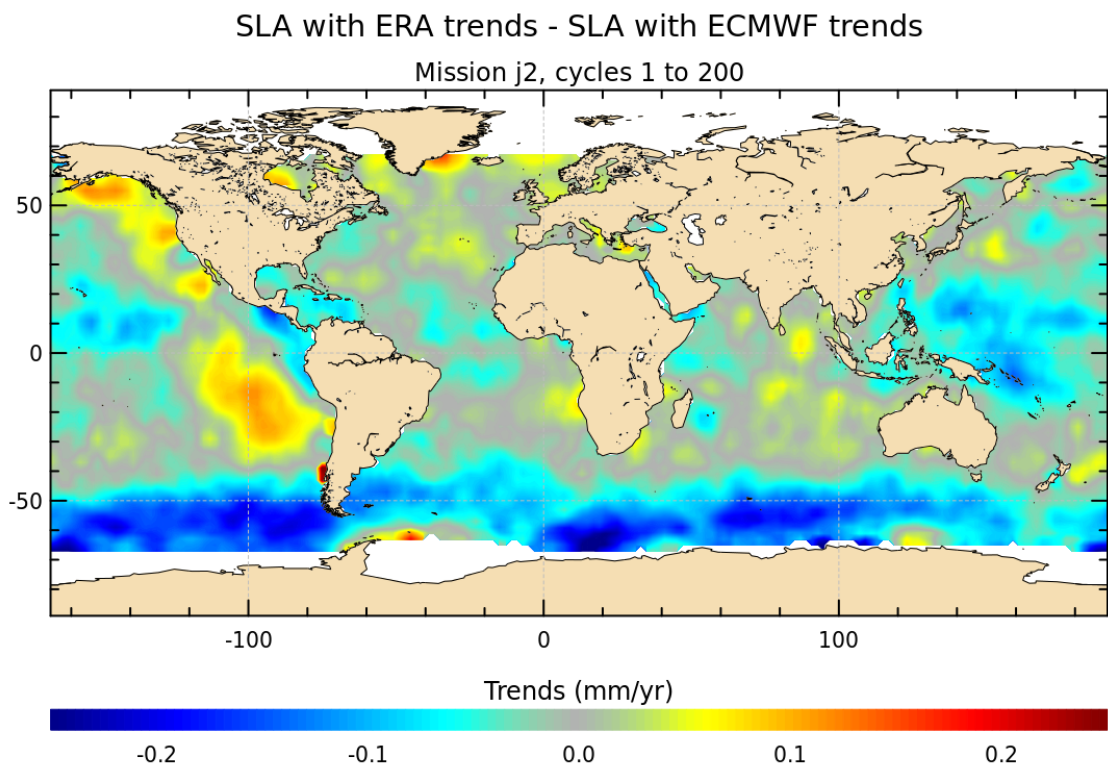 SLA with ERA trends - SLA with ECMWF trends
Mission j2, cycles 1 to 200
50
0
-50
-100 0 100
Trends (mm/yr)
-0.2 -0.1 0.0 0.1 0.2